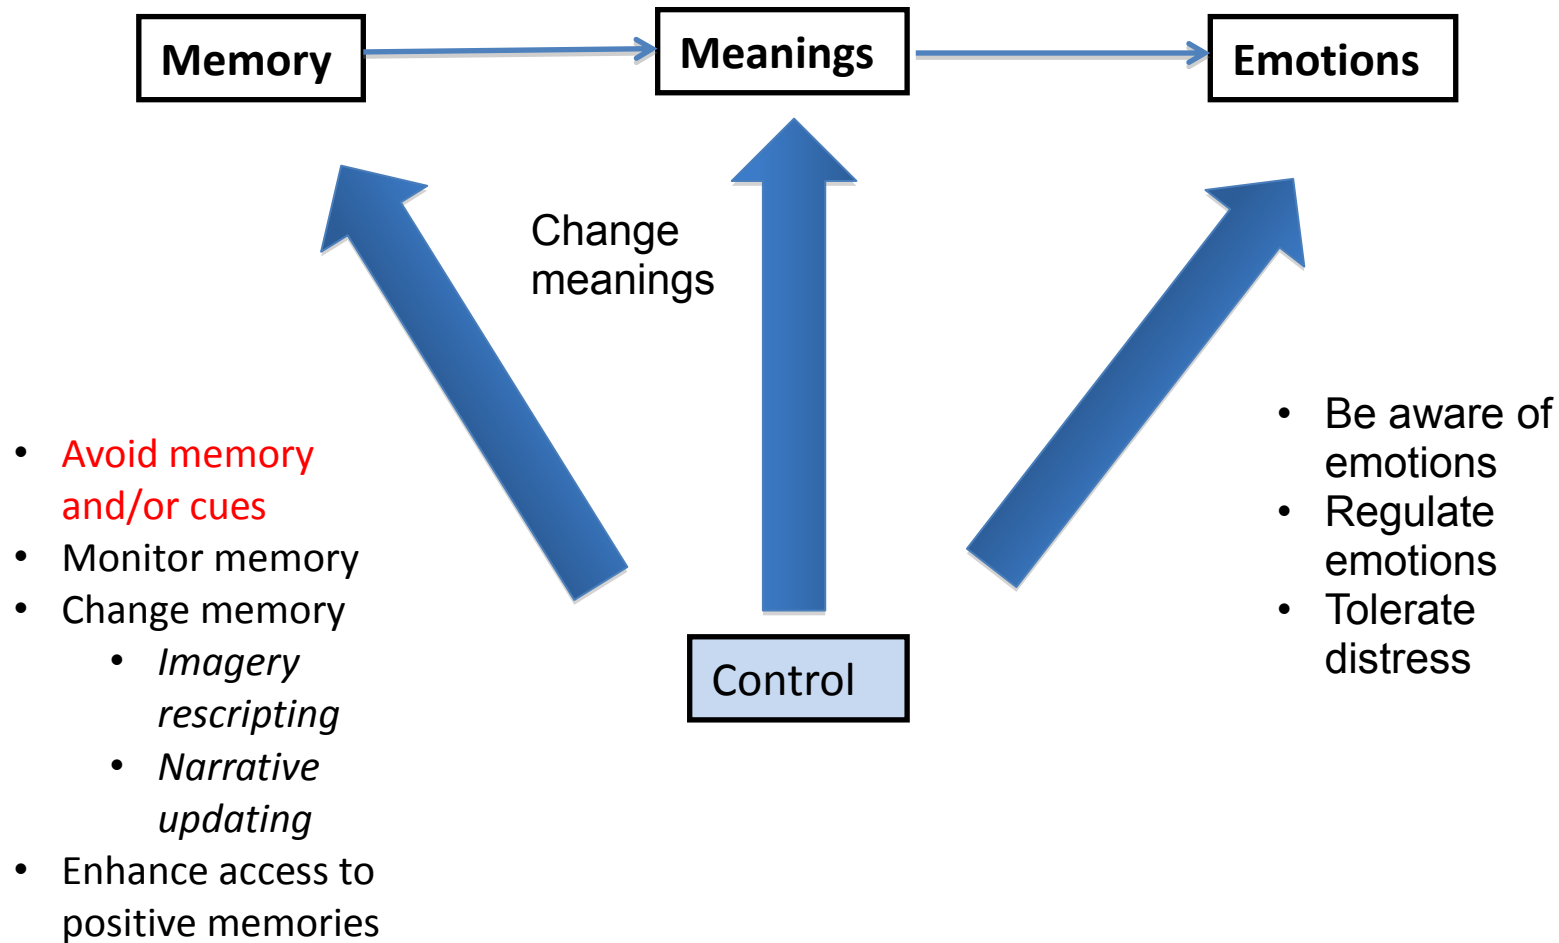 Memory
Meanings
Emotions
Change
meanings
• Avoid memory
and/or cues
• Monitor memory
• Change memory
• Imagery
rescripting
• Narrative
updating
• Enhance access to
positive memories
Control
• Be aware of
emotions
• Regulate
emotions
• Tolerate
distress